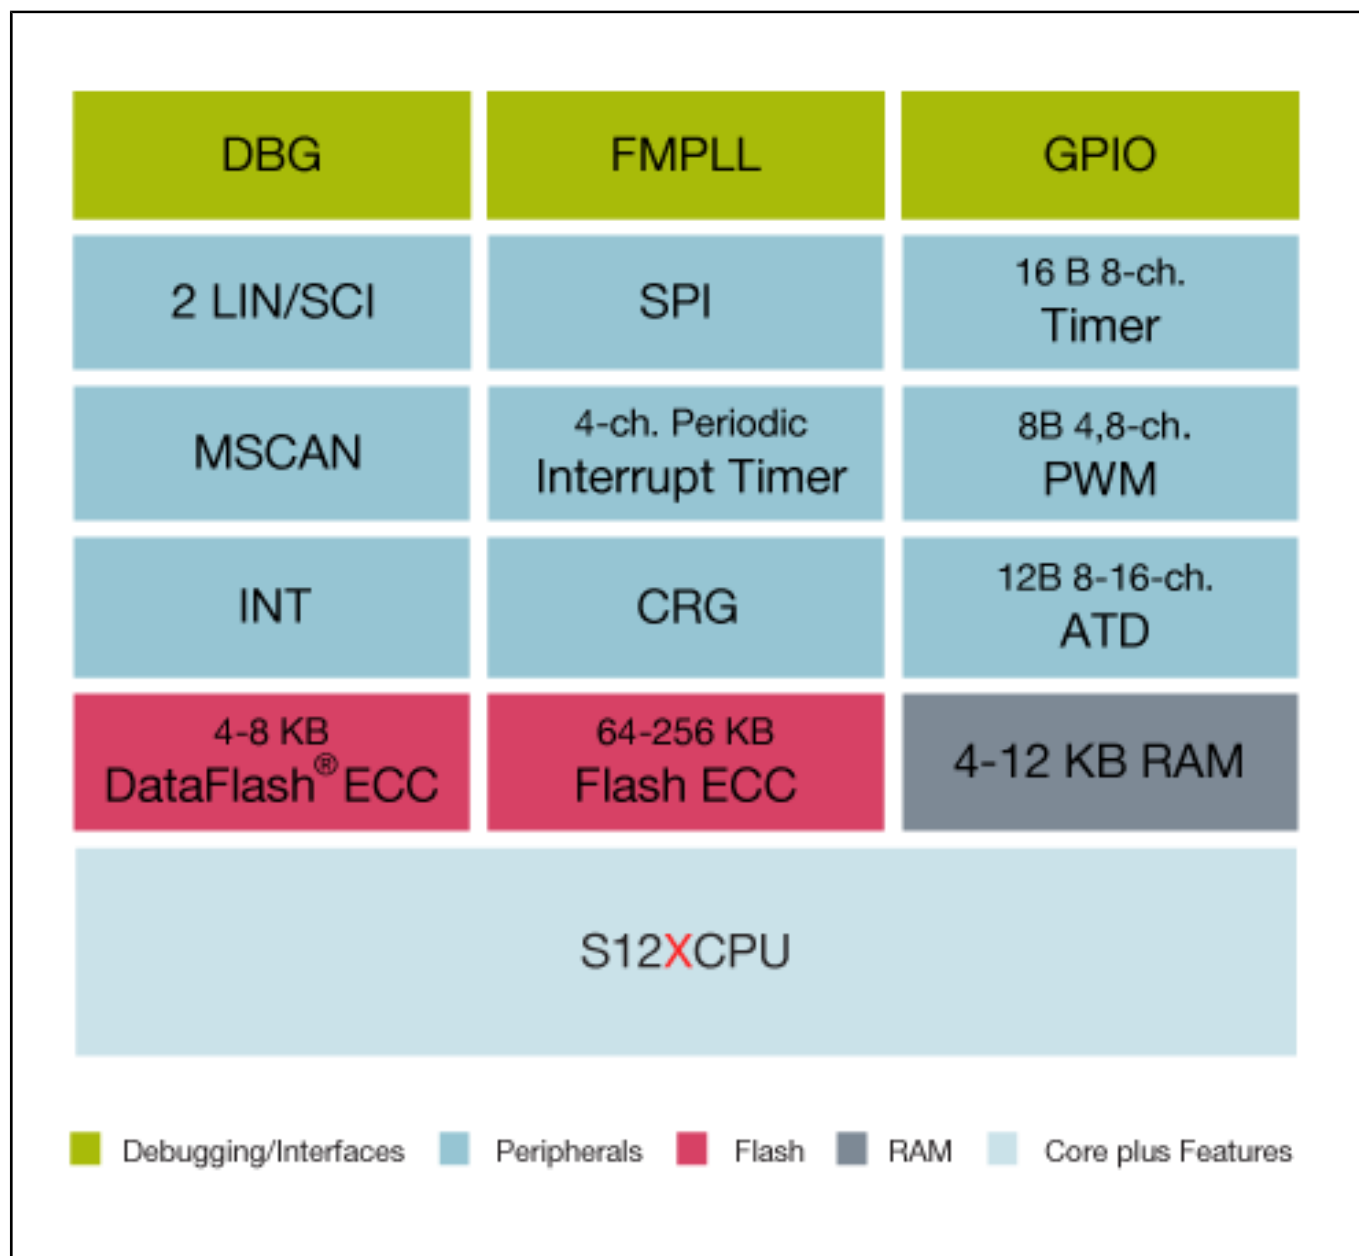 DBG
FMPLL
GPIO
2 LIN/SCI
SPI
16 B 8-ch.
Timer
MSCAN
4-ch. Periodic
Interrupt Timer
8B 4,8-ch.
PWM
INT
CRG
12B 8-16-ch.
ATD
4-8 KB
DataFlash® ECC
64-256 KB
Flash ECC
4-12 KB RAM
S12XCPU
Debugging/Interfaces
Peripherals
Flash
RAM
Core plus Features